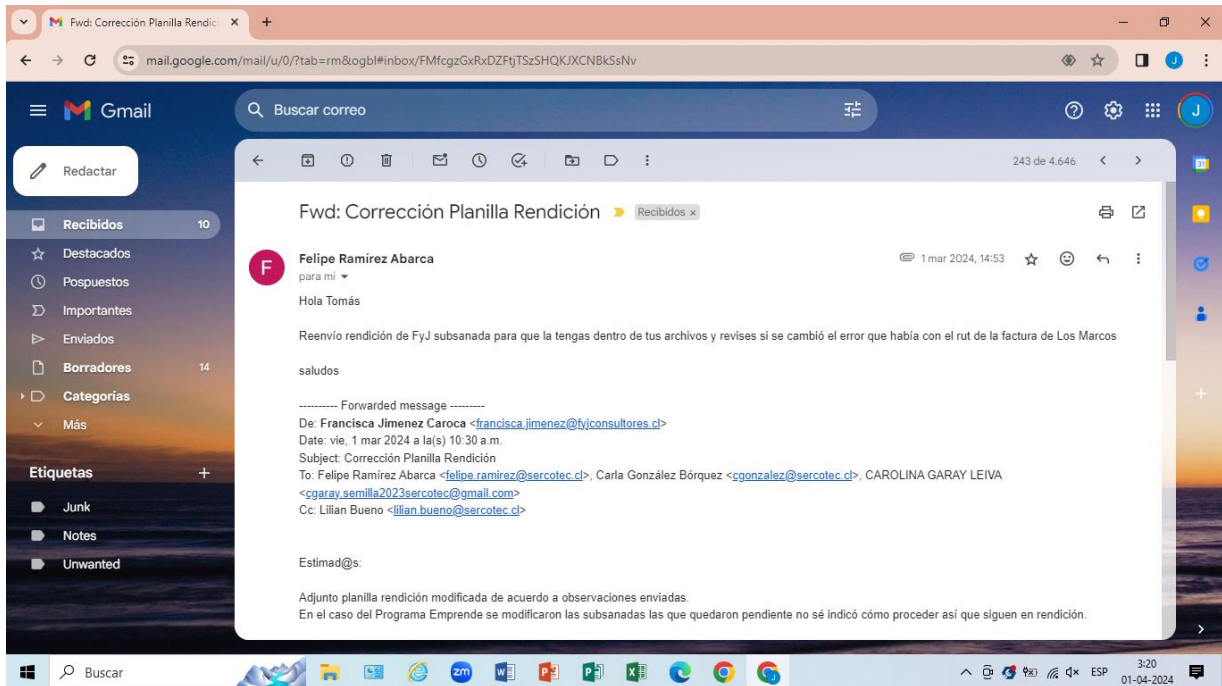 Fwd: Corrección Planilla Rendici
mail.google.com/mail/u/0/?tab=rm&ogbl#inbox/FMfcgzGxRxDZFtjTSzSHQKJXCNBkSsNv
Gmail
Buscar correo
J
Redactar
243 de 4.646
Recibidos 10
Destacados
Pospuestos
Importantes
Enviados
Borradores 14
Categorías
Más
Etiquetas
Junk
Notes
Unwanted
Fwd: Corrección Planilla Rendición Recibidos x
F
Felipe Ramírez Abarca 1 mar 2024, 14:53
para mí
Hola Tomás
Reenvío rendición de FyJ subsanada para que la tengas dentro de tus archivos y revises si se cambió el error que había con el rut de la factura de Los Marcos
saludos
---------- Forwarded message ---------
De: Francisca Jimenez Caroca <francisca.jimenez@fyjconsultores.cl>
Date: vie, 1 mar 2024 a la(s) 10:30 a.m.
Subject: Corrección Planilla Rendición
To: Felipe Ramírez Abarca <felipe.ramirez@sercotec.cl>, Carla González Bórquez <cgonzalez@sercotec.cl>, CAROLINA GARAY LEIVA
<cgaray.semilla2023sercotec@gmail.com>
Cc: Lilian Bueno <lilian.bueno@sercotec.cl>
Estimad@s:
Adjunto planilla rendición modificada de acuerdo a observaciones enviadas.
En el caso del Programa Emprende se modificaron las subsanadas las que quedaron pendiente no sé indicó cómo proceder así que siguen en rendición.
Buscar
zm
ESP
3:20
01-04-2024